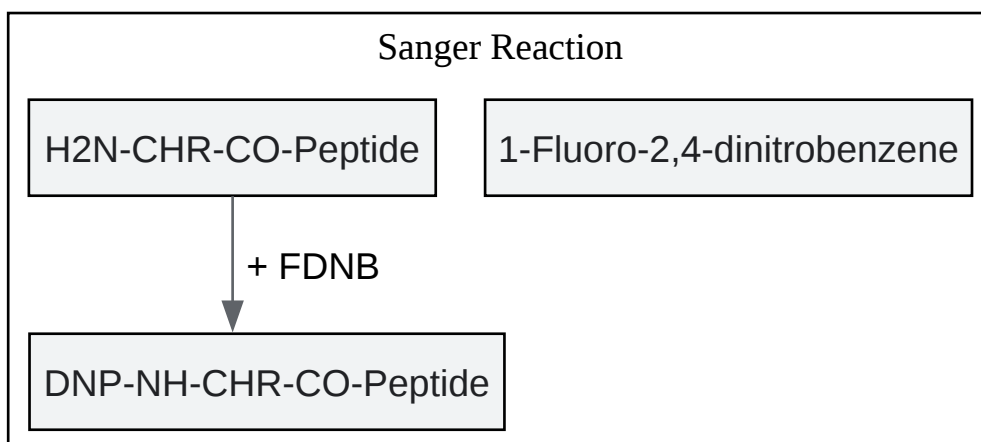 Sanger Reaction
H2N-CHR-CO-Peptide
1-Fluoro-2,4-dinitrobenzene
+ FDNB
DNP-NH-CHR-CO-Peptide